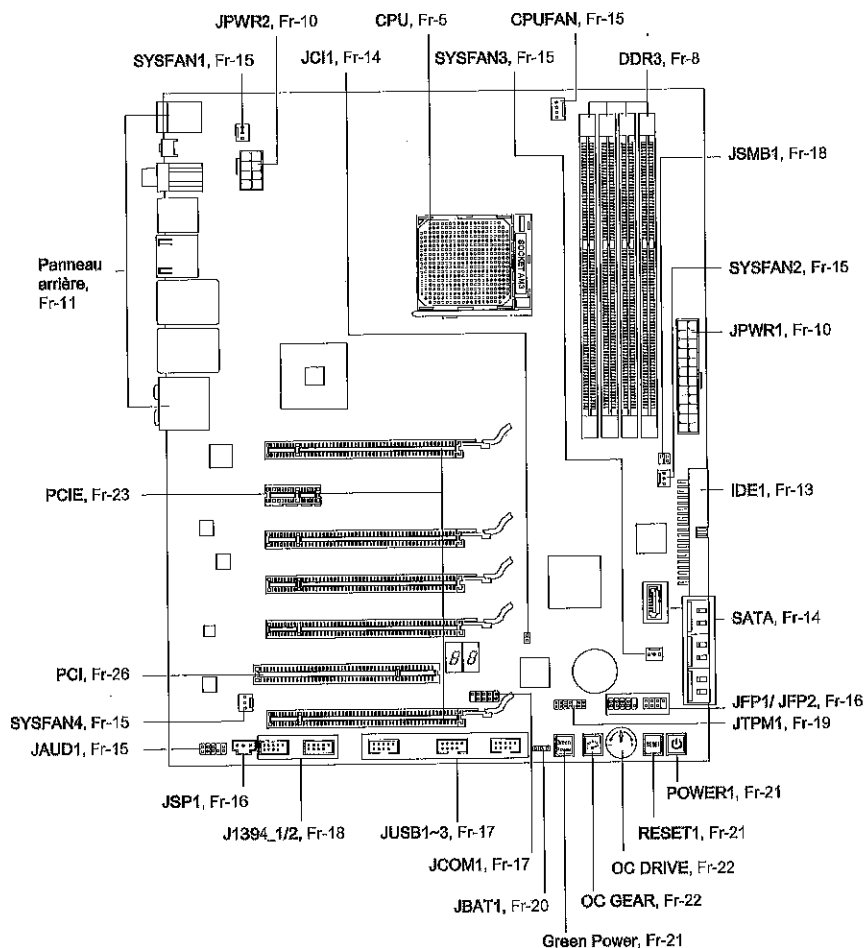 JPWR2, Fr-10
CPU, Fr-5
CPUFAN, Fr-15
SYSFAN1, Fr-15
JCI1, Fr-14
SYSFAN3, Fr-15
DDR3, Fr-8
JSMB1, Fr-18
SOCKET AM3
Panneau
arrière,
Fr-11
SYSFAN2, Fr-15
JPWR1, Fr-10
PCIE, Fr-23
IDE1, Fr-13
SATA, Fr-14
PCI, Fr-26
8 8
JFP1/ JFP2, Fr-16
SYSFAN4, Fr-15
JTPM1, Fr-19
JAUD1, Fr-15
Green
Power
RESET
JSP1, Fr-16
POWER1, Fr-21
J1394_1/2, Fr-18
JUSB1~3, Fr-17
RESET1, Fr-21
JCOM1, Fr-17
OC DRIVE, Fr-22
JBAT1, Fr-20
OC GEAR, Fr-22
Green Power, Fr-21